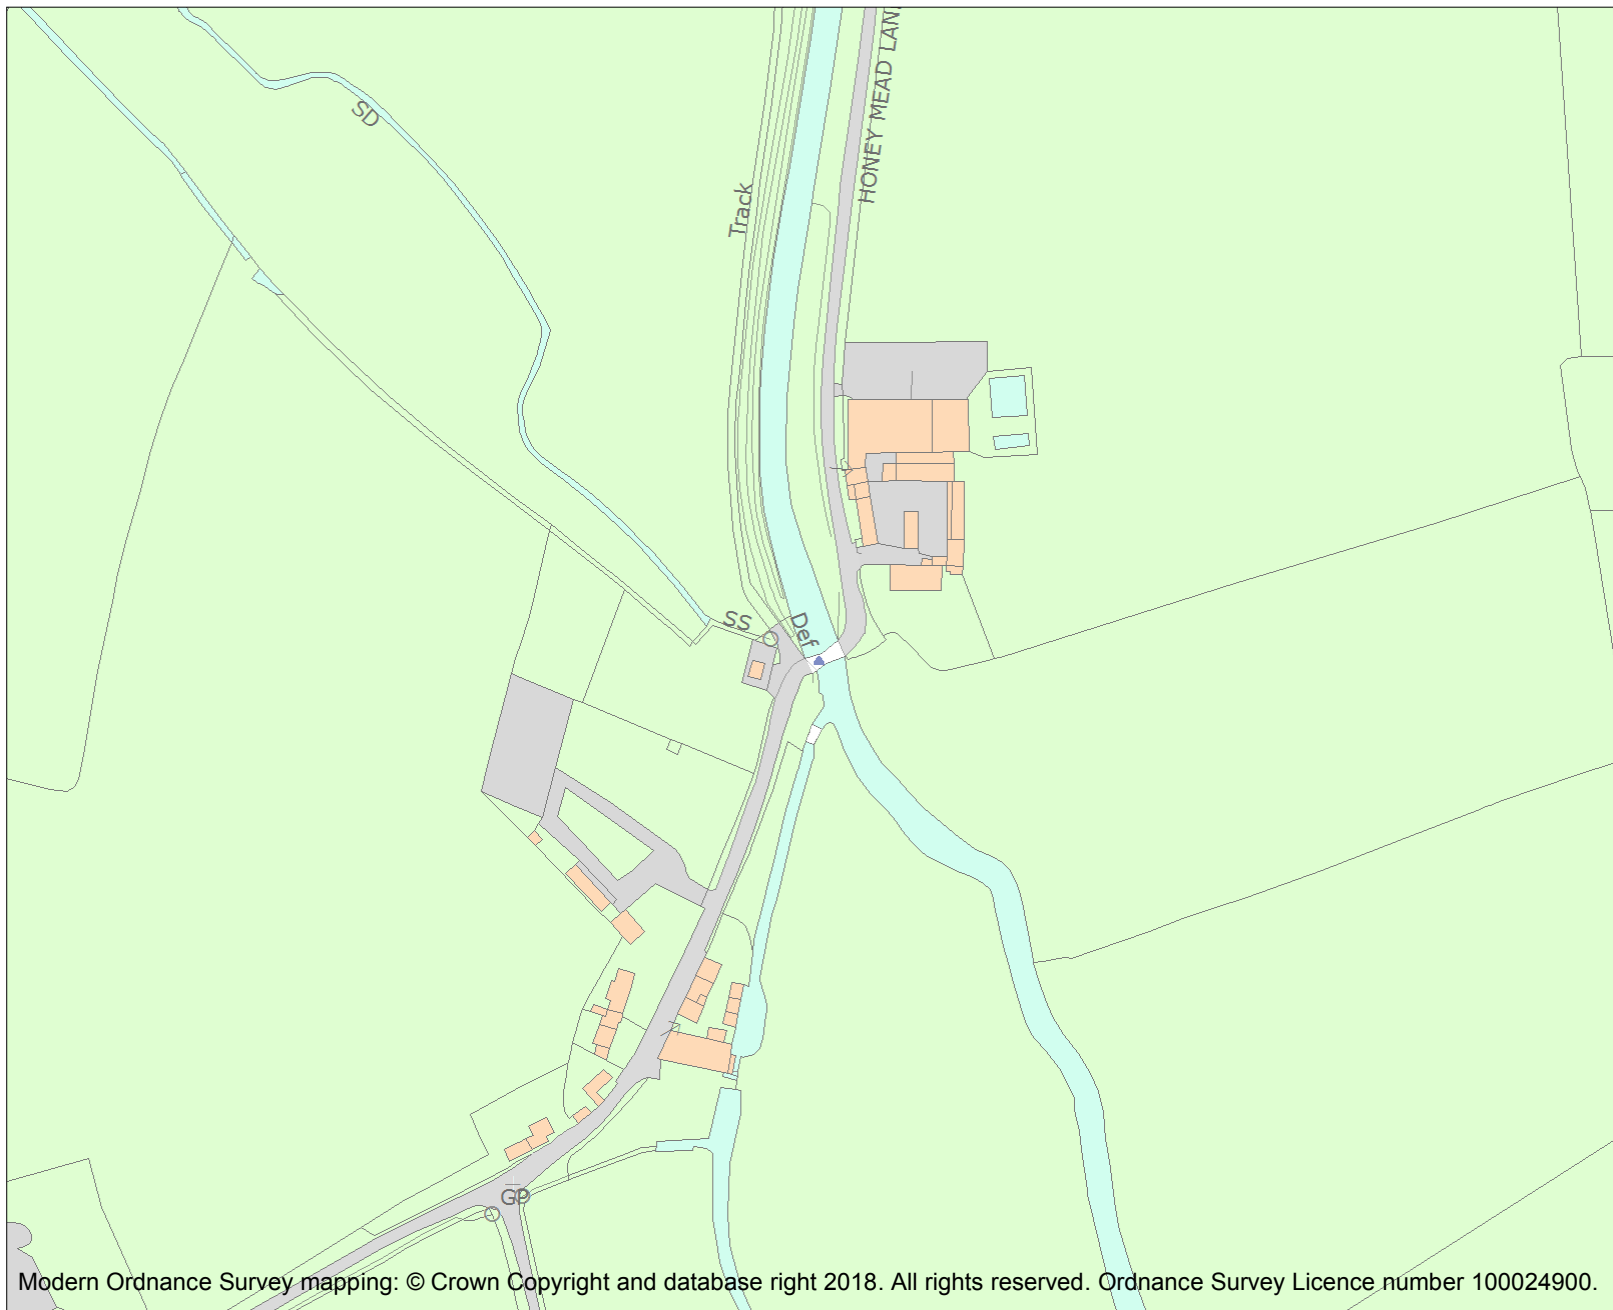 HONEY MEAD LAN
SD
Track
SS
Def
GP
Modern Ordnance Survey mapping: © Crown Copyright and database right 2018. All rights reserved. Ordnance Survey Licence number 100024900.